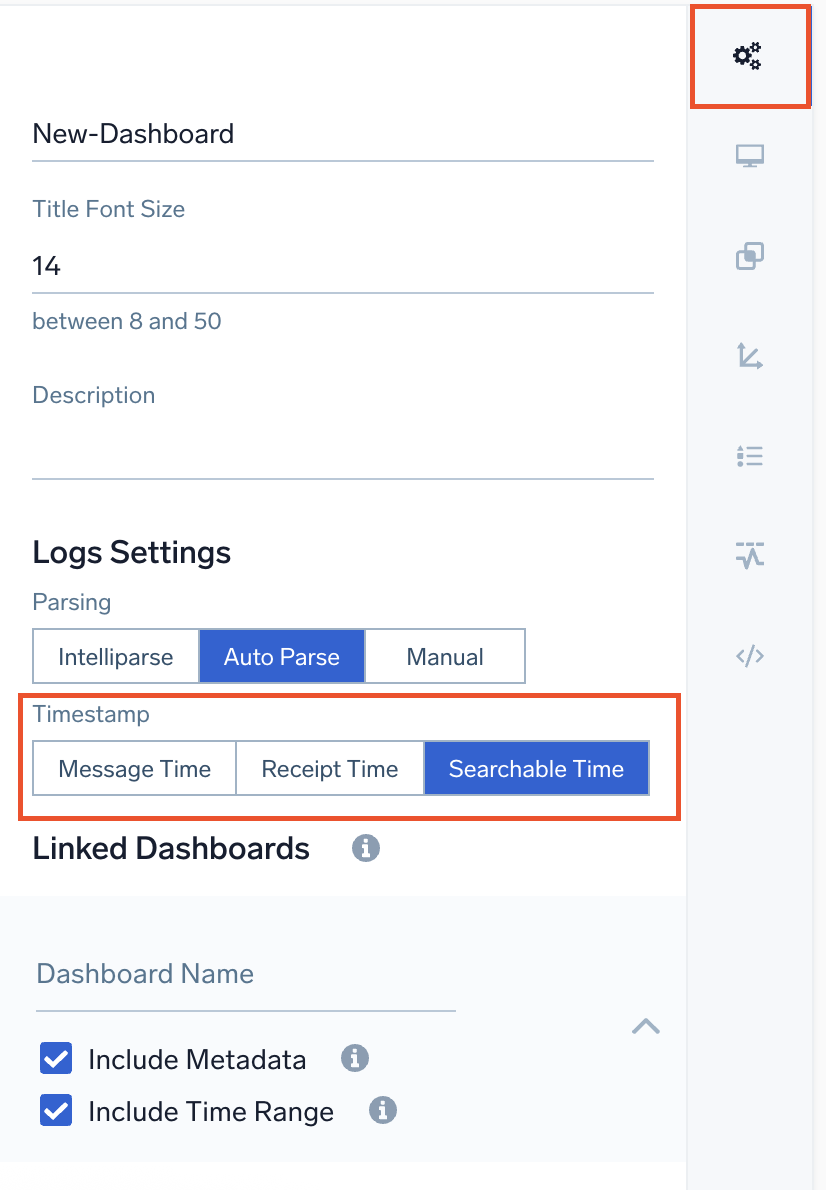 New-Dashboard
Title Font Size
14
between 8 and 50
Description
Logs Settings
Parsing
Intelliparse Auto Parse Manual
Timestamp
Message Time Receipt Time Searchable Time
Linked Dashboards
Dashboard Name
Include Metadata
Include Time Range